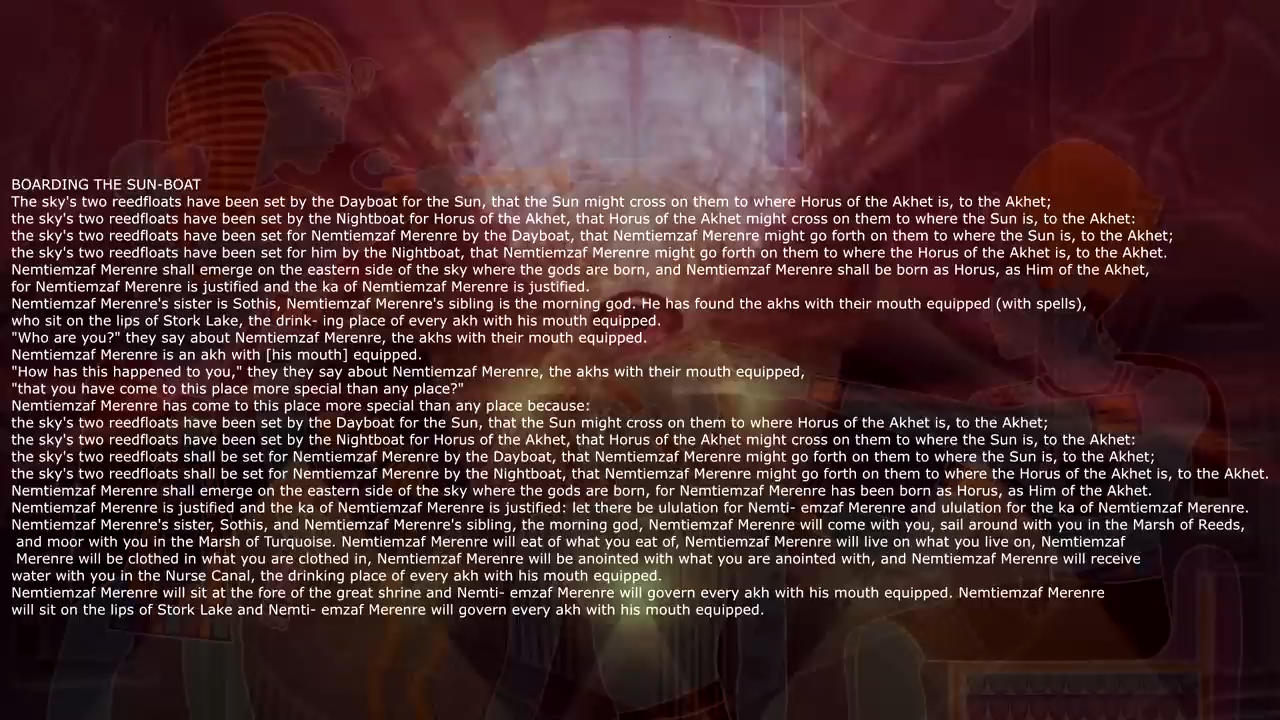 BOARDING THE SUN-BOAT
The sky's two reedfloats have been set by the Dayboat for the Sun, that the Sun might cross on them to where Horus of the Akhet is, to the Akhet;
the sky's two reedfloats have been set by the Nightboat for Horus of the Akhet, that Horus of the Akhet might cross on them to where the Sun is, to the Akhet:
the sky's two reedfloats have been set for Nemtiemzaf Merenre by the Dayboat, that Nemtiemzaf Merenre might go forth on them to where the Sun is, to the Akhet;
the sky's two reedfloats have been set for him by the Nightboat, that Nemtiemzaf Merenre might go forth on them to where the Horus of the Akhet is, to the Akhet.
Nemtiemzaf Merenre shall emerge on the eastern side of the sky where the gods are born, and Nemtiemzaf Merenre shall be born as Horus, as Him of the Akhet,
for Nemtiemzaf Merenre is justified and the ka of Nemtiemzaf Merenre is justified.
Nemtiemzaf Merenre's sister is Sothis, Nemtiemzaf Merenre's sibling is the morning god. He has found the akhs with their mouth equipped (with spells),
who sit on the lips of Stork Lake, the drink- ing place of every akh with his mouth equipped.
"Who are you?" they say about Nemtiemzaf Merenre, the akhs with their mouth equipped.
Nemtiemzaf Merenre is an akh with [his mouth] equipped.
"How has this happened to you," they they say about Nemtiemzaf Merenre, the akhs with their mouth equipped,
"that you have come to this place more special than any place?"
Nemtiemzaf Merenre has come to this place more special than any place because:
the sky's two reedfloats have been set by the Dayboat for the Sun, that the Sun might cross on them to where Horus of the Akhet is, to the Akhet;
the sky's two reedfloats have been set by the Nightboat for Horus of the Akhet, that Horus of the Akhet might cross on them to where the Sun is, to the Akhet:
the sky's two reedfloats shall be set for Nemtiemzaf Merenre by the Dayboat, that Nemtiemzaf Merenre might go forth on them to where the Sun is, to the Akhet;
the sky's two reedfloats shall be set for Nemtiemzaf Merenre by the Nightboat, that Nemtiemzaf Merenre might go forth on them to where the Horus of the Akhet is, to the Akhet.
Nemtiemzaf Merenre shall emerge on the eastern side of the sky where the gods are born, for Nemtiemzaf Merenre has been born as Horus, as Him of the Akhet.
Nemtiemzaf Merenre is justified and the ka of Nemtiemzaf Merenre is justified: let there be ululation for Nemti- emzaf Merenre and ululation for the ka of Nemtiemzaf Merenre.
Nemtiemzaf Merenre's sister, Sothis, and Nemtiemzaf Merenre's sibling, the morning god, Nemtiemzaf Merenre will come with you, sail around with you in the Marsh of Reeds,
and moor with you in the Marsh of Turquoise. Nemtiemzaf Merenre will eat of what you eat of, Nemtiemzaf Merenre will live on what you live on, Nemtiemzaf
Merenre will be clothed in what you are clothed in, Nemtiemzaf Merenre will be anointed with what you are anointed with, and Nemtiemzaf Merenre will receive
water with you in the Nurse Canal, the drinking place of every akh with his mouth equipped.
Nemtiemzaf Merenre will sit at the fore of the great shrine and Nemti- emzaf Merenre will govern every akh with his mouth equipped. Nemtiemzaf Merenre
will sit on the lips of Stork Lake and Nemti- emzaf Merenre will govern every akh with his mouth equipped.